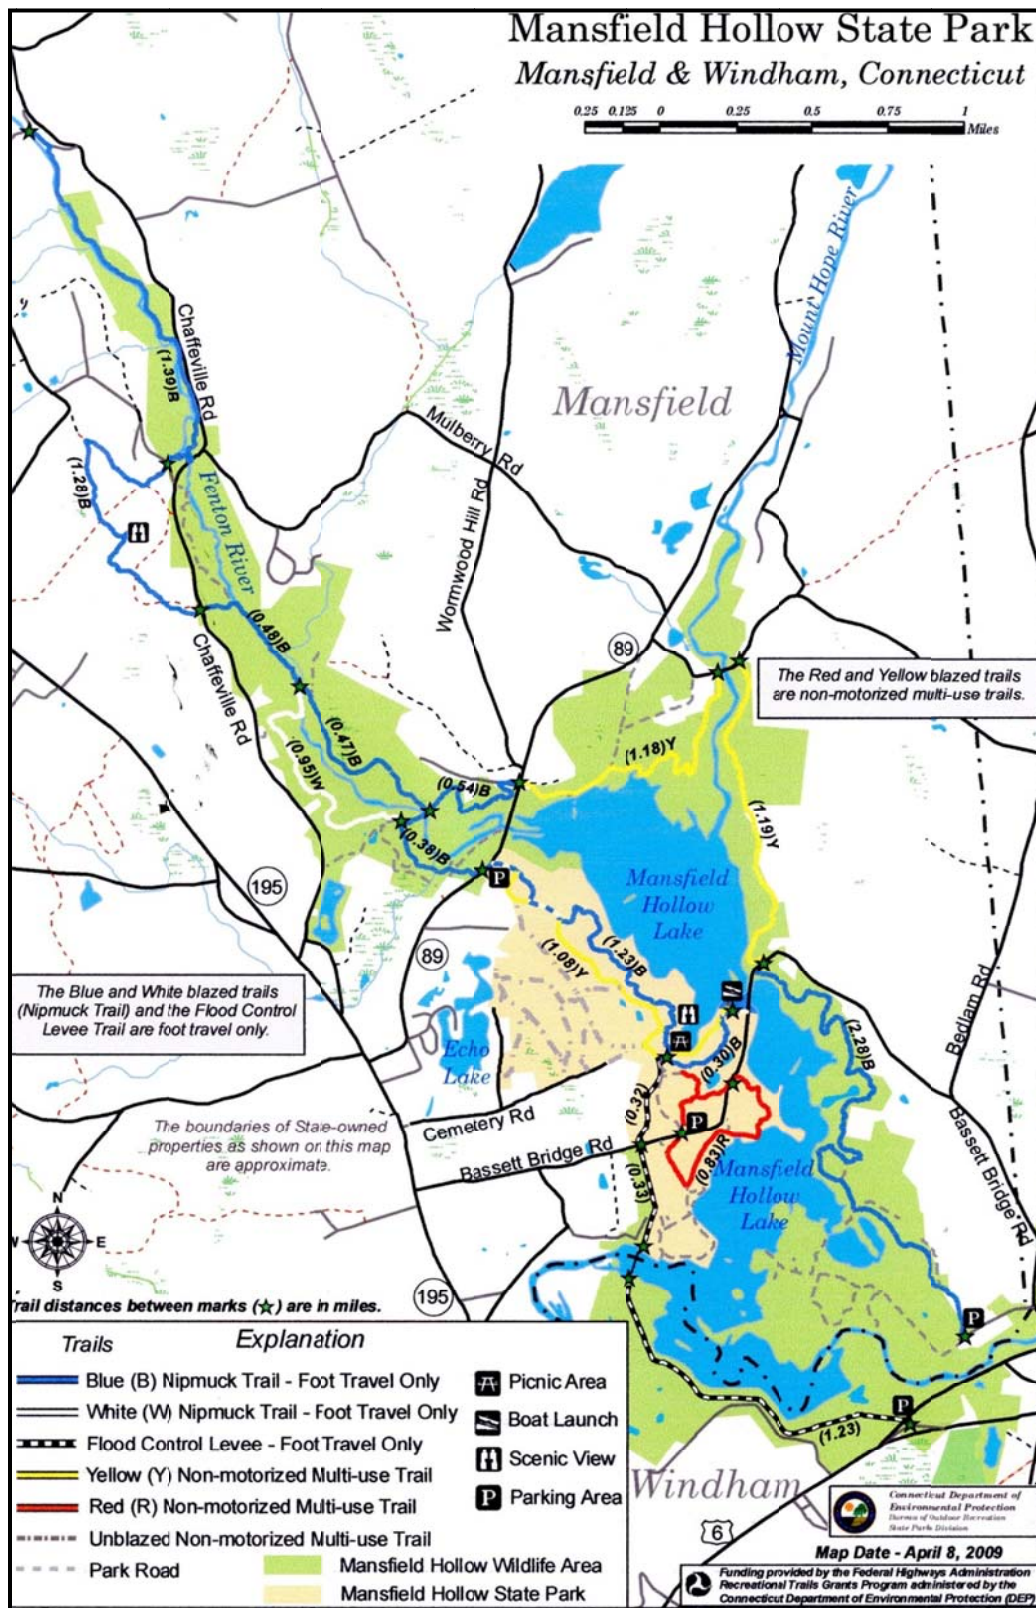 Mansfield Hollow State Park
Mansfield & Windham, Connecticut
0.25 0.125 0 0.25 0.5 0.75 1
Miles
Mount Hope River
Chaffeville Rd
(1.39)B
Mansfield
Mulberry Rd
(1.28)B
Fenton River
Wormwood Hill Rd
(0.48)B
Chaffeville Rd
89
The Red and Yellow blazed trails
are non-motorized multi-use trails.
(0.47)B
(0.95)W
(1.18)Y
(0.54)B
(1.19)Y
(0.38)B
P
195
Mansfield
Hollow
Lake
89
(1.23)B
(1.08)Y
The Blue and White blazed trails
(Nipmuck Trail) and the Flood Control
Levee Trail are foot travel only.
Bedlam Rd
(2.28)B
Echo
Lake
(0.30)B
(0.32)
Cemetery Rd
The boundaries of State-owned
properties as shown on this map
are approximate.
P
Bassett Bridge Rd
(0.83)R
Bassett Bridge Rd
(0.33)
Mansfield
Hollow
Lake
N
W E
S
195
Trail distances between marks (☆) are in miles.
P
Trails Explanation
Blue (B) Nipmuck Trail - Foot Travel Only
White (W) Nipmuck Trail - Foot Travel Only
Flood Control Levee - Foot Travel Only
Yellow (Y) Non-motorized Multi-use Trail
Red (R) Non-motorized Multi-use Trail
Unblazed Non-motorized Multi-use Trail
Park Road
Mansfield Hollow Wildlife Area
Mansfield Hollow State Park
Picnic Area
Boat Launch
Scenic View
P Parking Area
P
(1.23)
Windham
6
Connecticut Department of
Environmental Protection
Bureau of Outdoor Recreation
State Parks Division
Map Date - April 8, 2009
Funding provided by the Federal Highways Administration
Recreational Trails Grants Program administered by the
Connecticut Department of Environmental Protection (DEP)